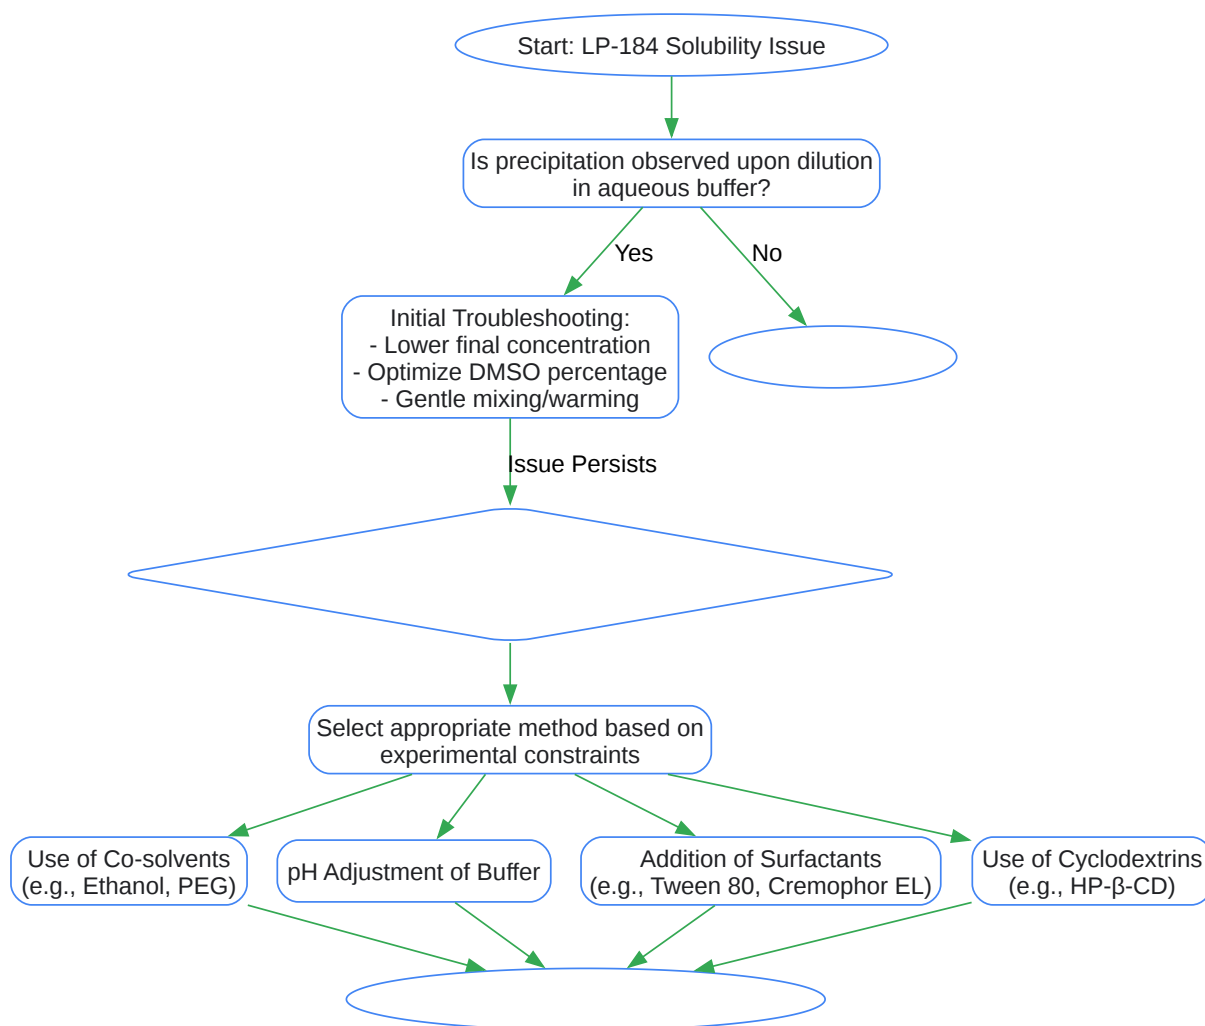 Start: LP-184 Solubility Issue
Is precipitation observed upon dilution
in aqueous buffer?
Yes
No
Initial Troubleshooting:
- Lower final concentration
- Optimize DMSO percentage
- Gentle mixing/warming
Issue Persists
Select appropriate method based on
experimental constraints
Use of Co-solvents
(e.g., Ethanol, PEG)
pH Adjustment of Buffer
Addition of Surfactants
(e.g., Tween 80, Cremophor EL)
Use of Cyclodextrins
(e.g., HP-β-CD)